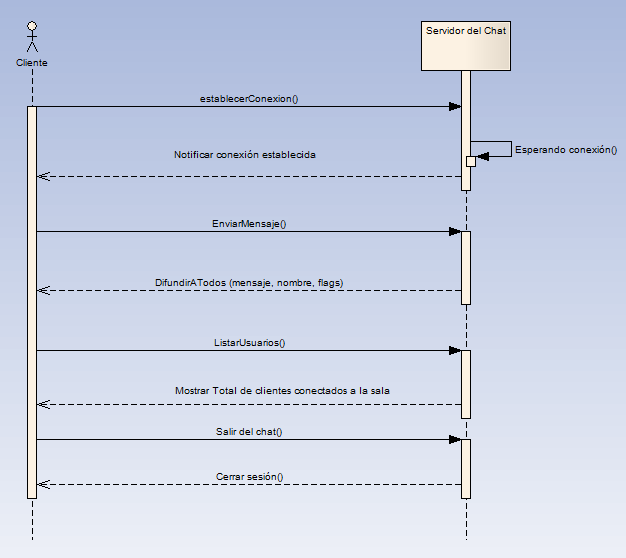 Servidor del Chat
Cliente
establecerConexion()
Esperando conexión()
Notificar conexión establecida
EnviarMensaje()
DifundirATodos (mensaje, nombre, flags)
ListarUsuarios()
Mostrar Total de clientes conectados a la sala
Salir del chat()
Cerrar sesión()